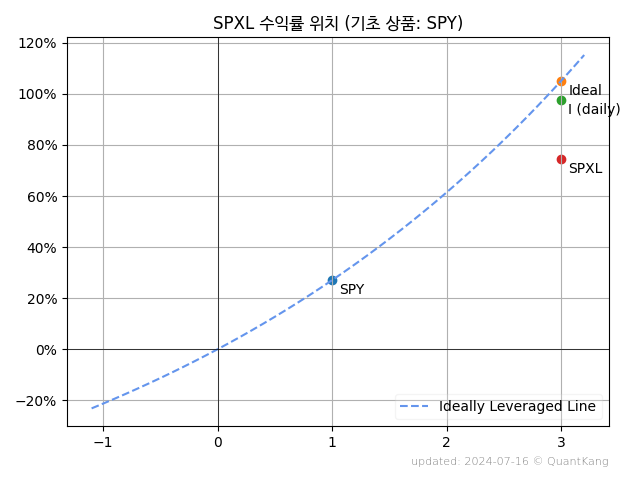 SPXL 수익률 위치 (기초 상품: SPY)
120%
100%
80%
60%
40%
20%
0%
−20%
Ideal
I (daily)
SPXL
SPY
Ideally Leveraged Line
−1 0 1 2 3
updated: 2024-07-16 © QuantKang